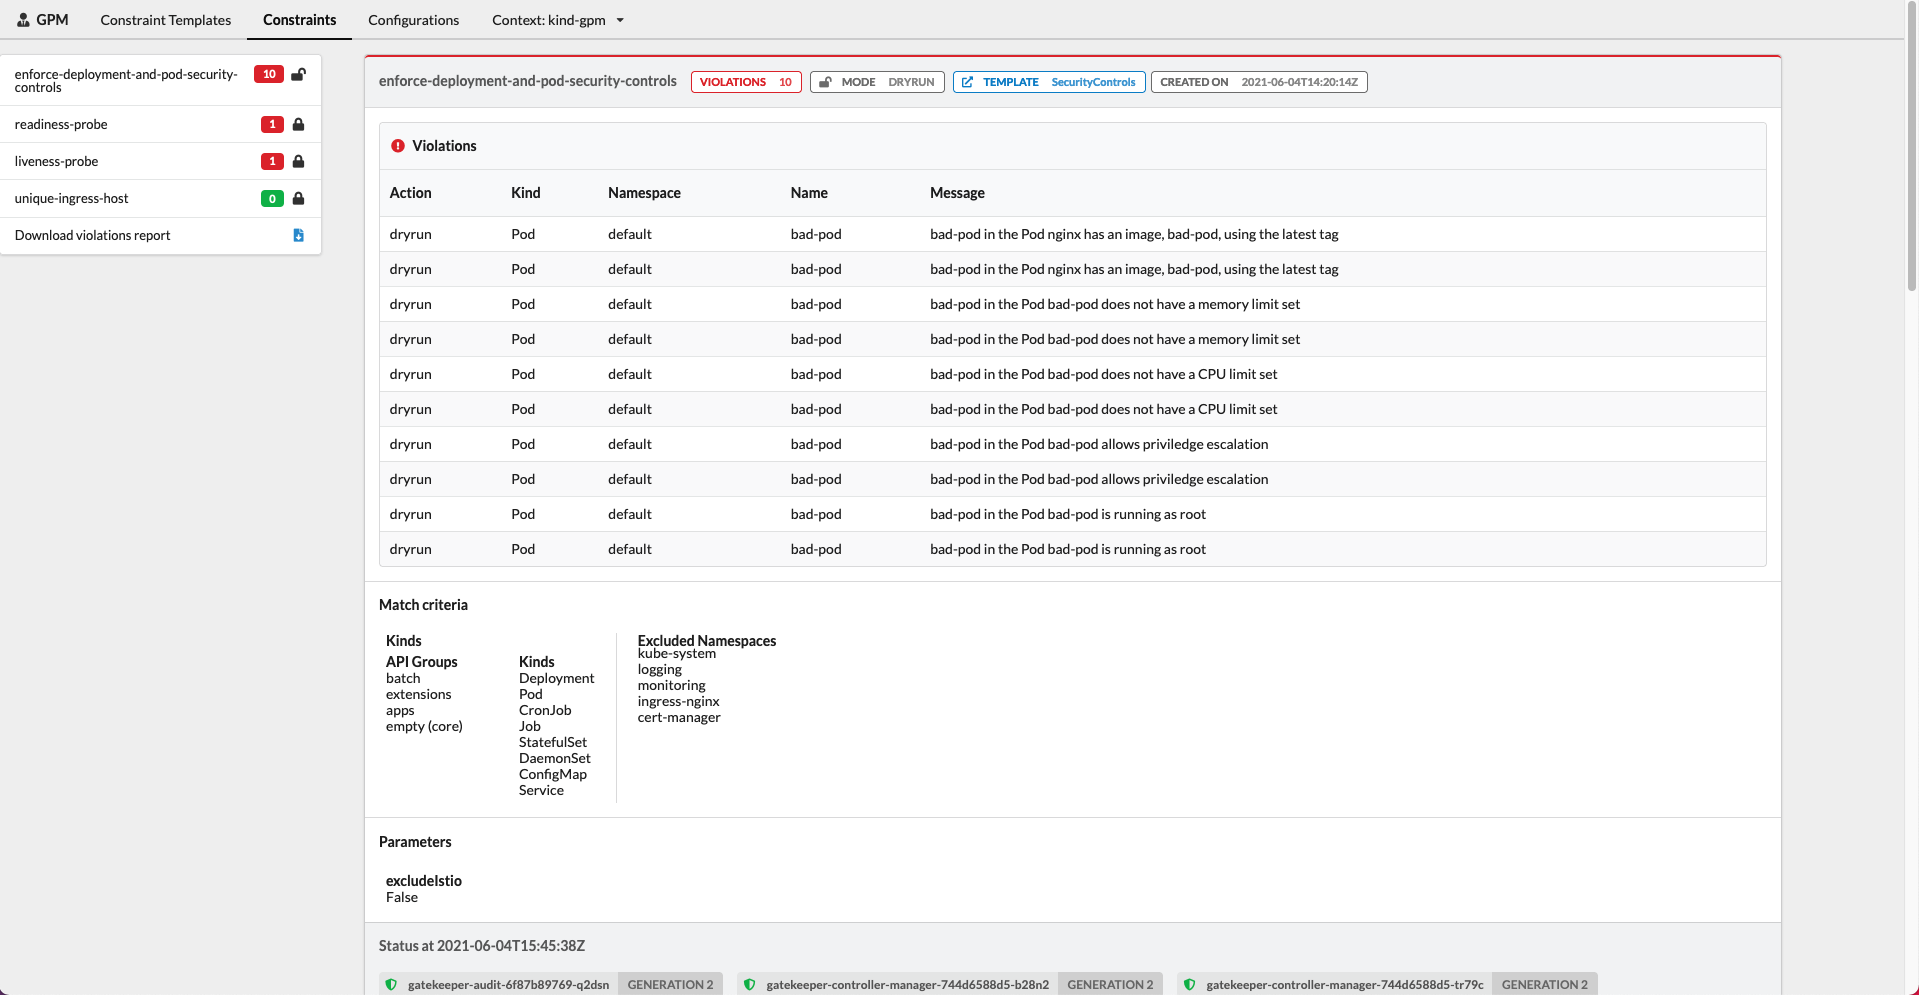 GPM Constraint Templates Constraints Configurations Context: kind-gpm
enforce-deployment-and-pod-security-
controls 10
readiness-probe 1
liveness-probe 1
unique-ingress-host 0
Download violations report
enforce-deployment-and-pod-security-controls VIOLATIONS 10 MODE DRYRUN TEMPLATE SecurityControls CREATED ON 2021-06-04T14:20:14Z
Violations
Action Kind Namespace Name Message
dryrun Pod default bad-pod bad-pod in the Pod nginx has an image, bad-pod, using the latest tag
dryrun Pod default bad-pod bad-pod in the Pod nginx has an image, bad-pod, using the latest tag
dryrun Pod default bad-pod bad-pod in the Pod bad-pod does not have a memory limit set
dryrun Pod default bad-pod bad-pod in the Pod bad-pod does not have a memory limit set
dryrun Pod default bad-pod bad-pod in the Pod bad-pod does not have a CPU limit set
dryrun Pod default bad-pod bad-pod in the Pod bad-pod does not have a CPU limit set
dryrun Pod default bad-pod bad-pod in the Pod bad-pod allows priviledge escalation
dryrun Pod default bad-pod bad-pod in the Pod bad-pod allows priviledge escalation
dryrun Pod default bad-pod bad-pod in the Pod bad-pod is running as root
dryrun Pod default bad-pod bad-pod in the Pod bad-pod is running as root
Match criteria
Kinds
API Groups
batch
extensions
apps
empty (core)
Kinds
Deployment
Pod
CronJob
Job
StatefulSet
DaemonSet
ConfigMap
Service
Excluded Namespaces
kube-system
logging
monitoring
ingress-nginx
cert-manager
Parameters
excludeIstio
False
Status at 2021-06-04T15:45:38Z
gatekeeper-audit-6f87b89769-q2dsn GENERATION 2 gatekeeper-controller-manager-744d6588d5-b28n2 GENERATION 2 gatekeeper-controller-manager-744d6588d5-tr79c GENERATION 2